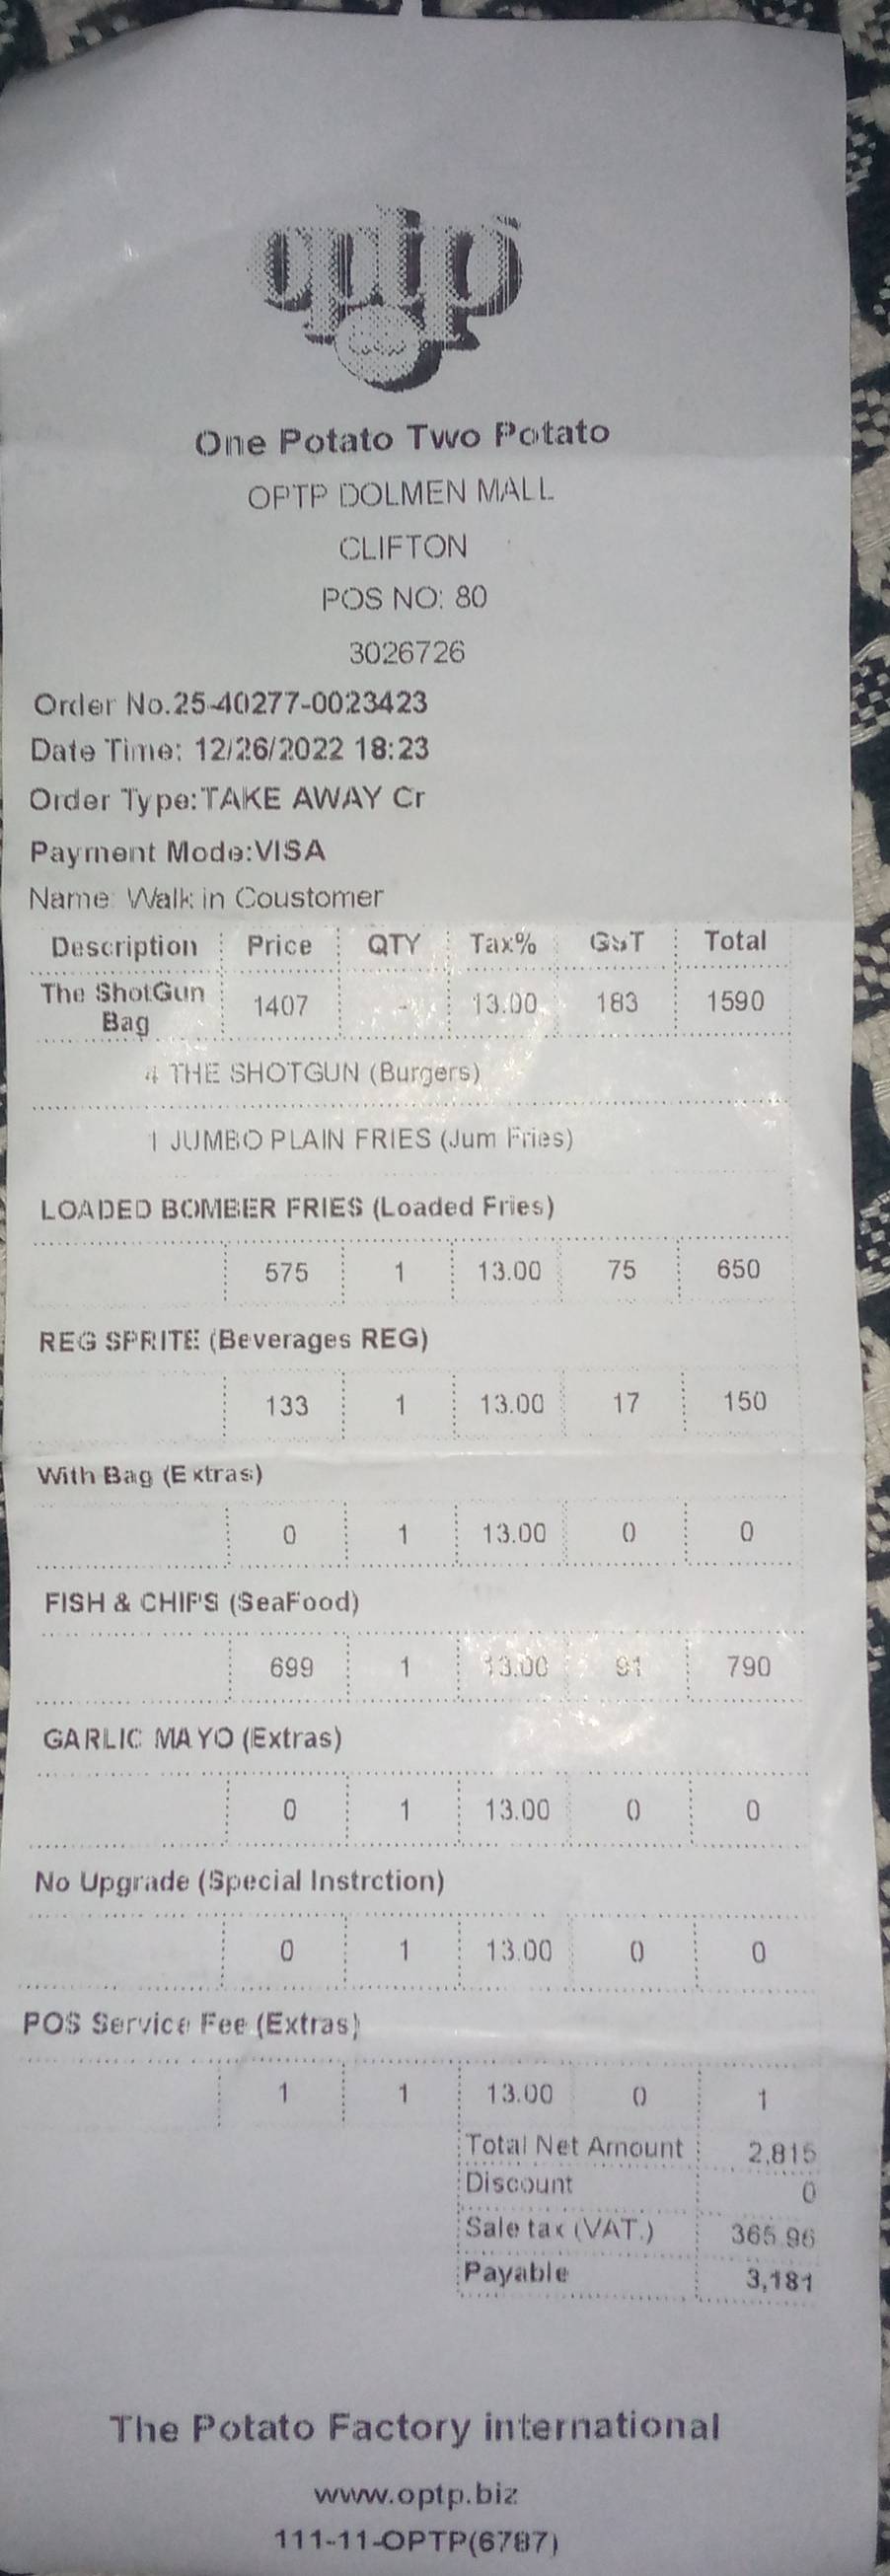 optp
One Potato Two Potato
OPTP DOLMEN MALL
CLIFTON
POS NO: 80
3026726
Order No.25-40277-0023423
Date Time: 12/26/2022 18:23
Order Type:TAKE AWAY Cr
Payment Mode:VISA
Name: Walk in Coustomer
Description Price QTY Tax% GST Total
The ShotGun Bag 1407 - 13.00 183 1590
4 THE SHOTGUN (Burgers)
1 JUMBO PLAIN FRIES (Jum Fries)
LOADED BOMBER FRIES (Loaded Fries)
575 1 13.00 75 650
REG SPRITE (Beverages REG)
133 1 13.00 17 150
With Bag (Extras)
0 1 13.00 0 0
FISH & CHIPS (SeaFood)
699 1 13.00 91 790
GARLIC MAYO (Extras)
0 1 13.00 0 0
No Upgrade (Special Instrction)
0 1 13.00 0 0
POS Service Fee (Extras)
1 1 13.00 0 1
Total Net Amount 2,815
Discount 0
Sale tax (VAT.) 365.96
Payable 3,181
The Potato Factory international
www.optp.biz
111-11-OPTP(6787)